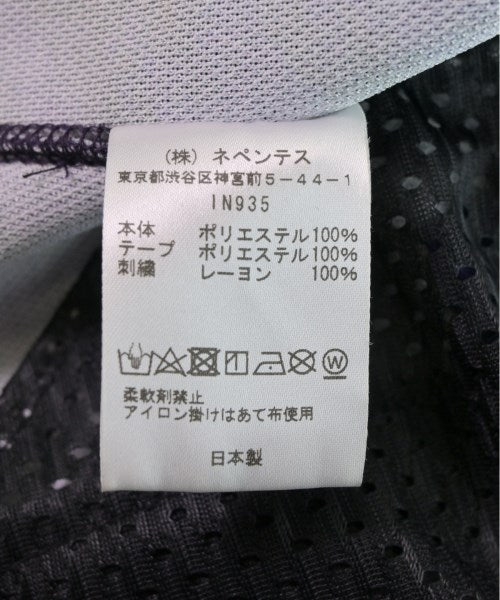 (株) ネペンテス
東京都渋谷区神宮前5-44-1
IN935
本体 ポリエステル100%
テープ ポリエステル100%
刺繍 レーヨン 100%
W
柔軟剤禁止
アイロン掛けはあて布使用
日本製